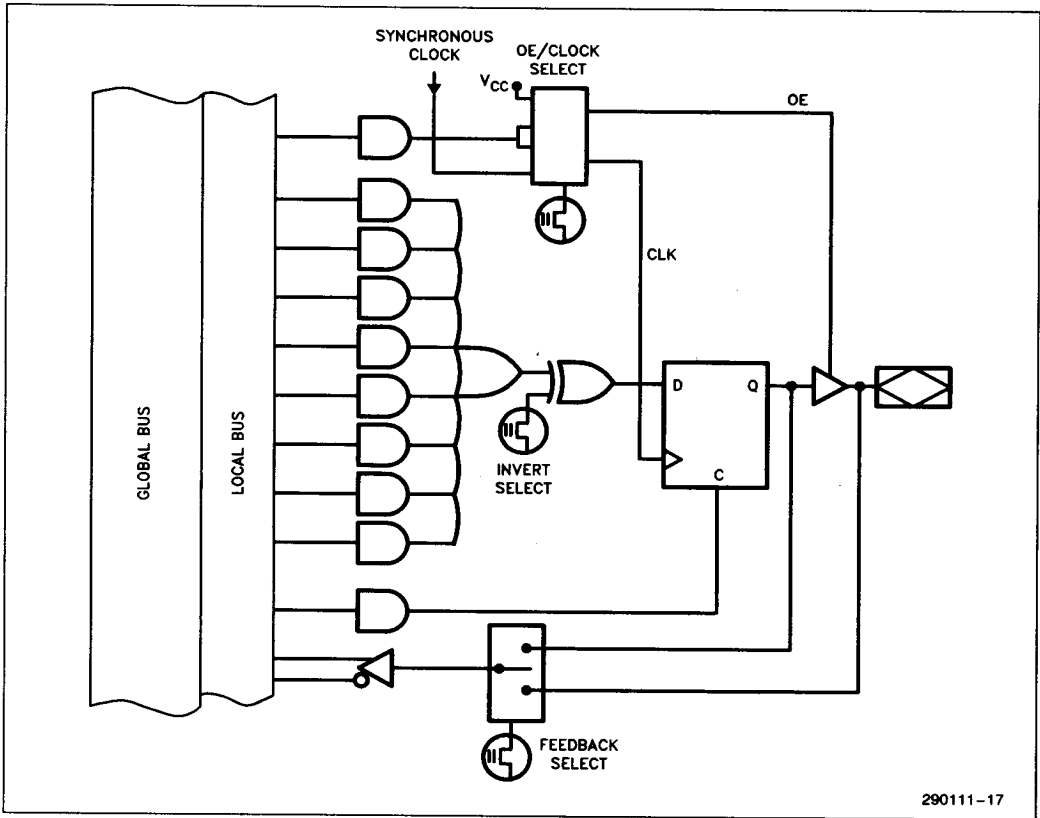 SYNCHRONOUS
CLOCK
OE/CLOCK
SELECT
VCC
OE
CLK
GLOBAL BUS
LOCAL BUS
D
Q
C
INVERT
SELECT
FEEDBACK
SELECT
290111-17